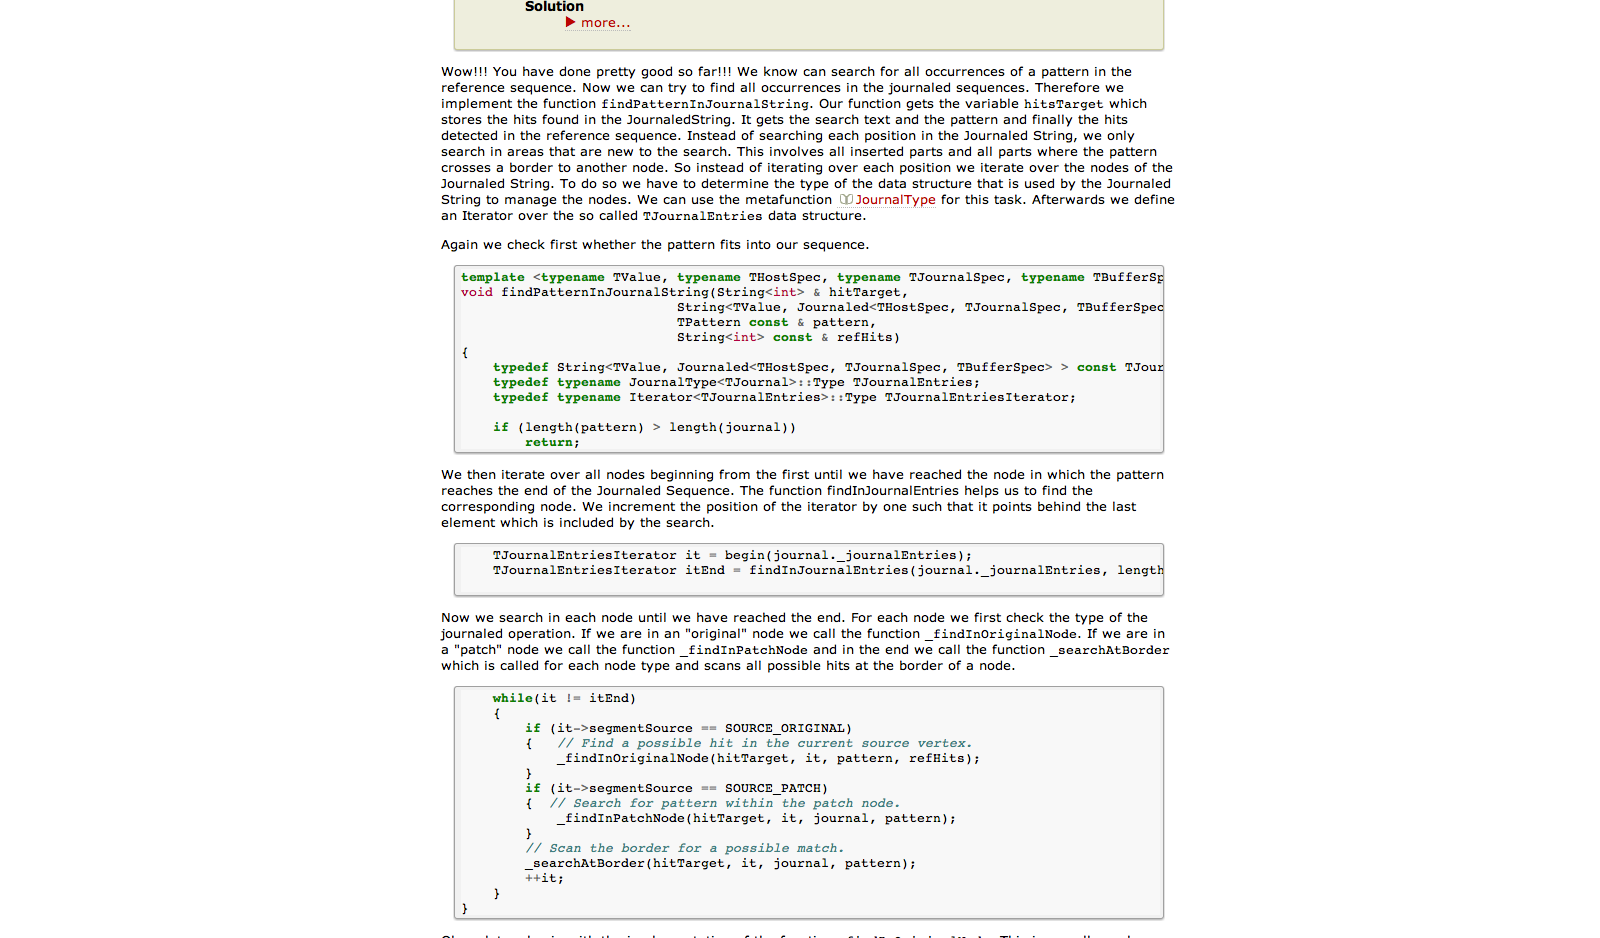 Solution
▶ more...
Wow!!! You have done pretty good so far!!! We know can search for all occurrences of a pattern in the
reference sequence. Now we can try to find all occurrences in the journaled sequences. Therefore we
implement the function findPatternInJournalString. Our function gets the variable hitsTarget which
stores the hits found in the JournaledString. It gets the search text and the pattern and finally the hits
detected in the reference sequence. Instead of searching each position in the Journaled String, we only
search in areas that are new to the search. This involves all inserted parts and all parts where the pattern
crosses a border to another node. So instead of iterating over each position we iterate over the nodes of the
Journaled String. To do so we have to determine the type of the data structure that is used by the Journaled
String to manage the nodes. We can use the metafunction JournalType for this task. Afterwards we define
an Iterator over the so called TJournalEntries data structure.
Again we check first whether the pattern fits into our sequence.
template <typename TValue, typename THostSpec, typename TJournalSpec, typename TBufferSp
void findPatternInJournalString(String<int> & hitTarget,
String<TValue, Journaled<THostSpec, TJournalSpec, TBufferSpec
TPattern const & pattern,
String<int> const & refHits)
{
typedef String<TValue, Journaled<THostSpec, TJournalSpec, TBufferSpec> > const TJour
typedef typename JournalType<TJournal>::Type TJournalEntries;
typedef typename Iterator<TJournalEntries>::Type TJournalEntriesIterator;
if (length(pattern) > length(journal))
return;
We then iterate over all nodes beginning from the first until we have reached the node in which the pattern
reaches the end of the Journaled Sequence. The function findInJournalEntries helps us to find the
corresponding node. We increment the position of the iterator by one such that it points behind the last
element which is included by the search.
TJournalEntriesIterator it = begin(journal._journalEntries);
TJournalEntriesIterator itEnd = findInJournalEntries(journal._journalEntries, length
Now we search in each node until we have reached the end. For each node we first check the type of the
journaled operation. If we are in an "original" node we call the function _findInOriginalNode. If we are in
a "patch" node we call the function _findInPatchNode and in the end we call the function _searchAtBorder
which is called for each node type and scans all possible hits at the border of a node.
while(it != itEnd)
{
if (it->segmentSource == SOURCE_ORIGINAL)
{ // Find a possible hit in the current source vertex.
_findInOriginalNode(hitTarget, it, pattern, refHits);
}
if (it->segmentSource == SOURCE_PATCH)
{ // Search for pattern within the patch node.
_findInPatchNode(hitTarget, it, journal, pattern);
}
// Scan the border for a possible match.
_searchAtBorder(hitTarget, it, journal, pattern);
++it;
}
}